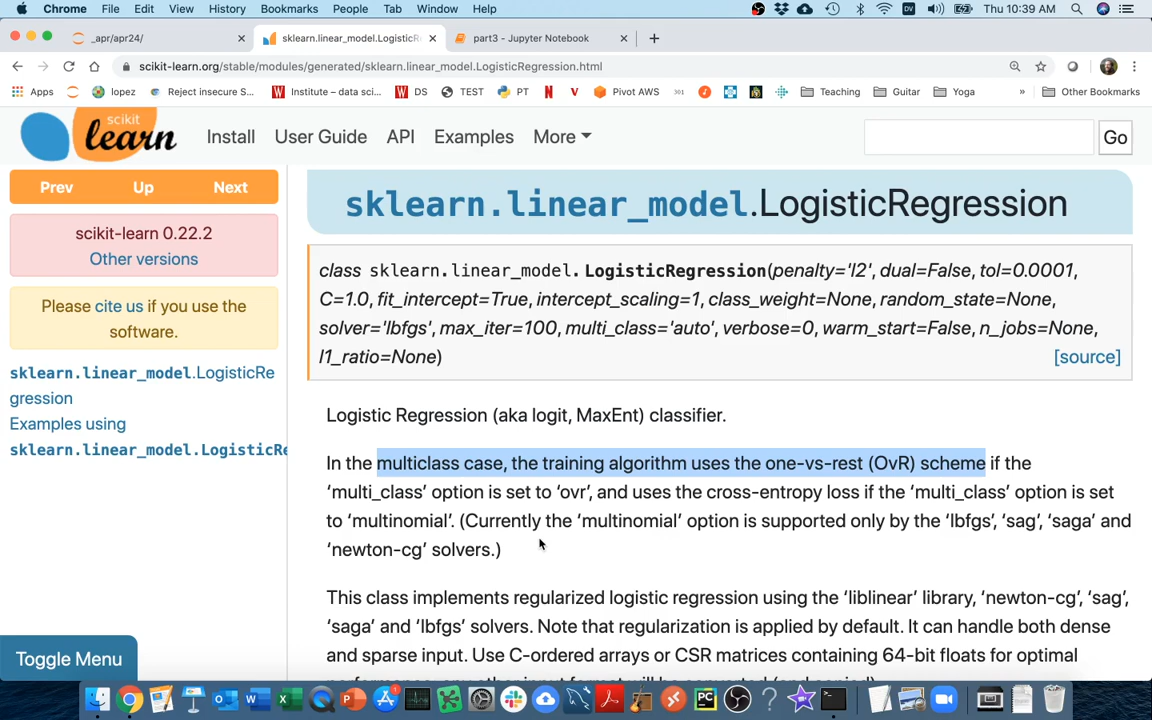 Chrome File Edit View History Bookmarks People Tab Window Help Thu 10:39 AM
_apr/apr24/ sklearn.linear_model.LogisticR part3 - Jupyter Notebook
scikit-learn.org/stable/modules/generated/sklearn.linear_model.LogisticRegression.html
Apps lopez Reject insecure S... Institute – data sci... DS TEST PT Pivot AWS Teaching Guitar Yoga » Other Bookmarks
scikit
learn
Install User Guide API Examples More
Go
Prev Up Next
scikit-learn 0.22.2
Other versions
Please cite us if you use the
software.
sklearn.linear_model.LogisticRe
gression
Examples using
sklearn.linear_model.LogisticRe
Toggle Menu
sklearn.linear_model.LogisticRegression
class sklearn.linear_model.LogisticRegression(penalty='l2', dual=False, tol=0.0001,
C=1.0, fit_intercept=True, intercept_scaling=1, class_weight=None, random_state=None,
solver='lbfgs', max_iter=100, multi_class='auto', verbose=0, warm_start=False, n_jobs=None,
l1_ratio=None) [source]
Logistic Regression (aka logit, MaxEnt) classifier.
In the multiclass case, the training algorithm uses the one-vs-rest (OvR) scheme if the
‘multi_class’ option is set to ‘ovr’, and uses the cross-entropy loss if the ‘multi_class’ option is set
to ‘multinomial’. (Currently the ‘multinomial’ option is supported only by the ‘lbfgs’, ‘sag’, ‘saga’ and
‘newton-cg’ solvers.)
This class implements regularized logistic regression using the ‘liblinear’ library, ‘newton-cg’, ‘sag’,
‘saga’ and ‘lbfgs’ solvers. Note that regularization is applied by default. It can handle both dense
and sparse input. Use C-ordered arrays or CSR matrices containing 64-bit floats for optimal